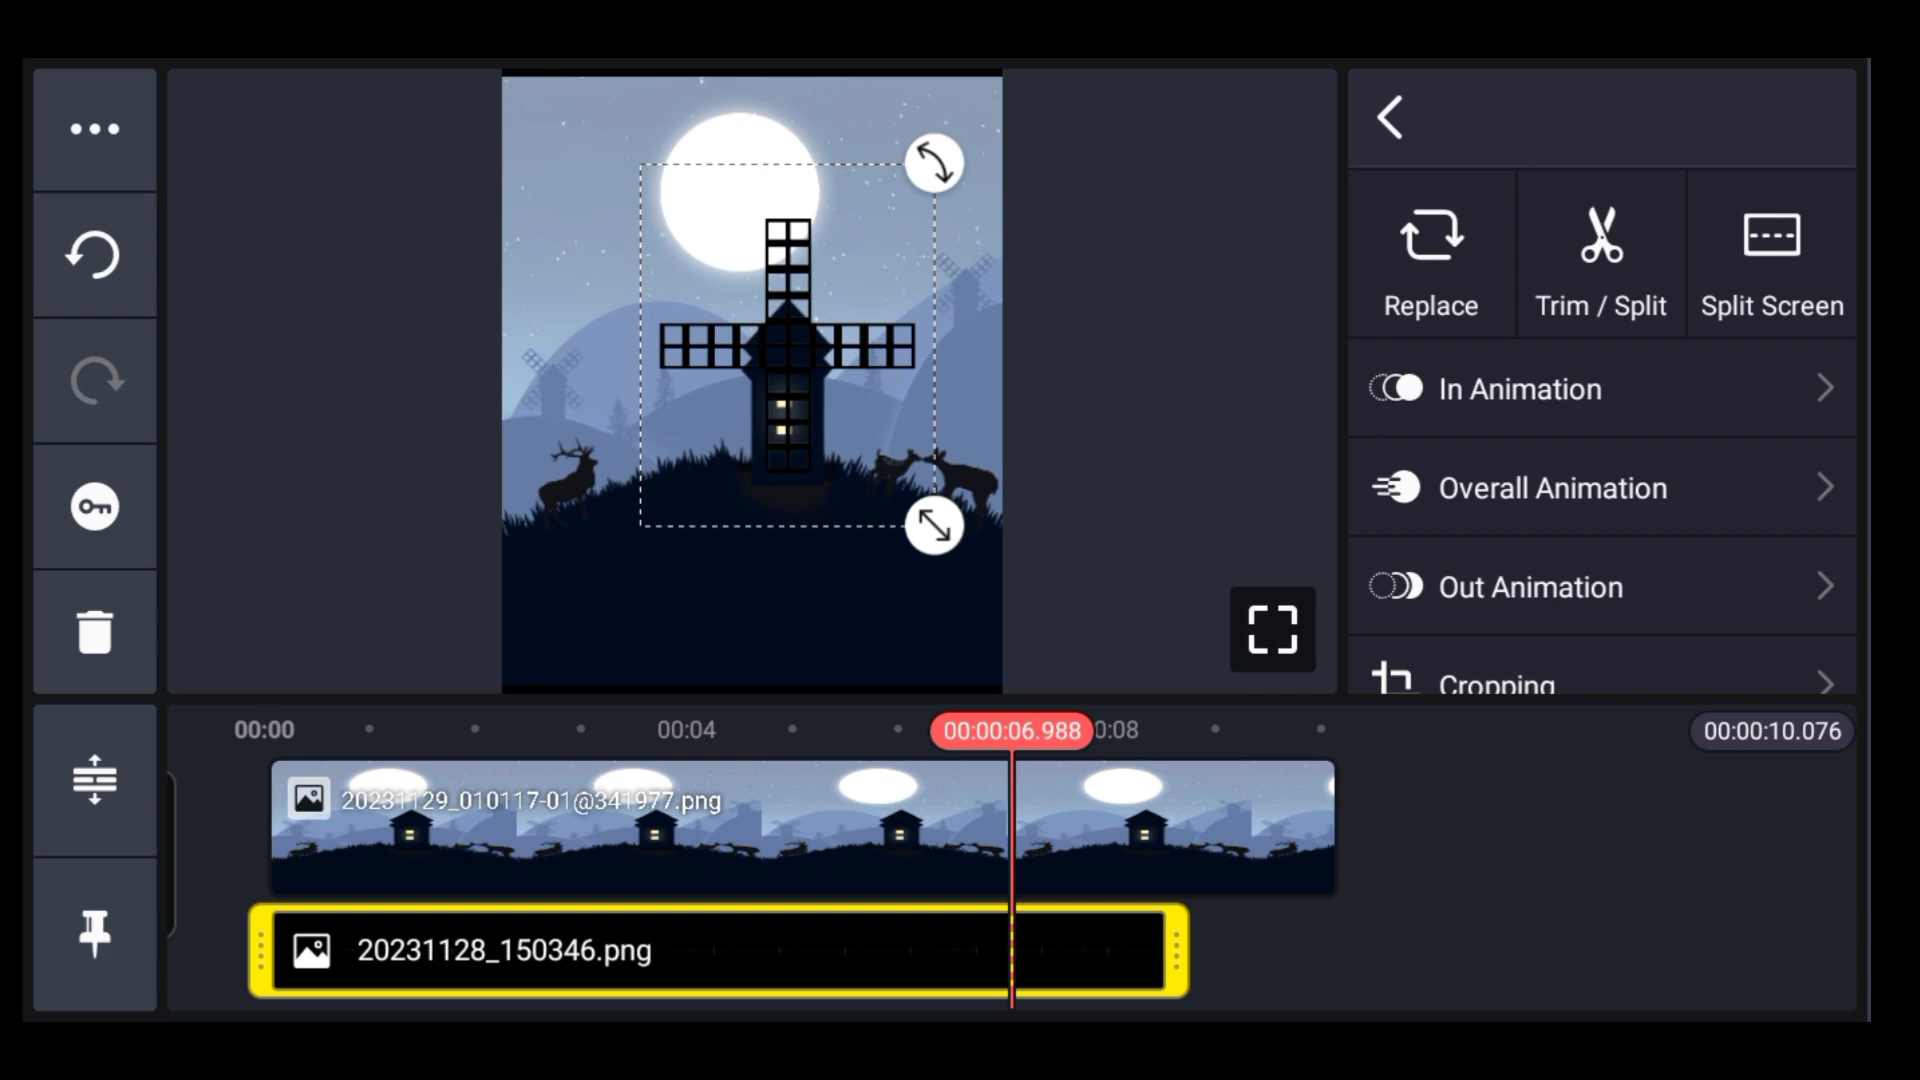 Replace
Trim / Split
Split Screen
In Animation
Overall Animation
Out Animation
Cropping
00:00
00:04
00:00:06.988
0:08
00:00:10.076
20231129_010117-01@341977.png
20231128_150346.png